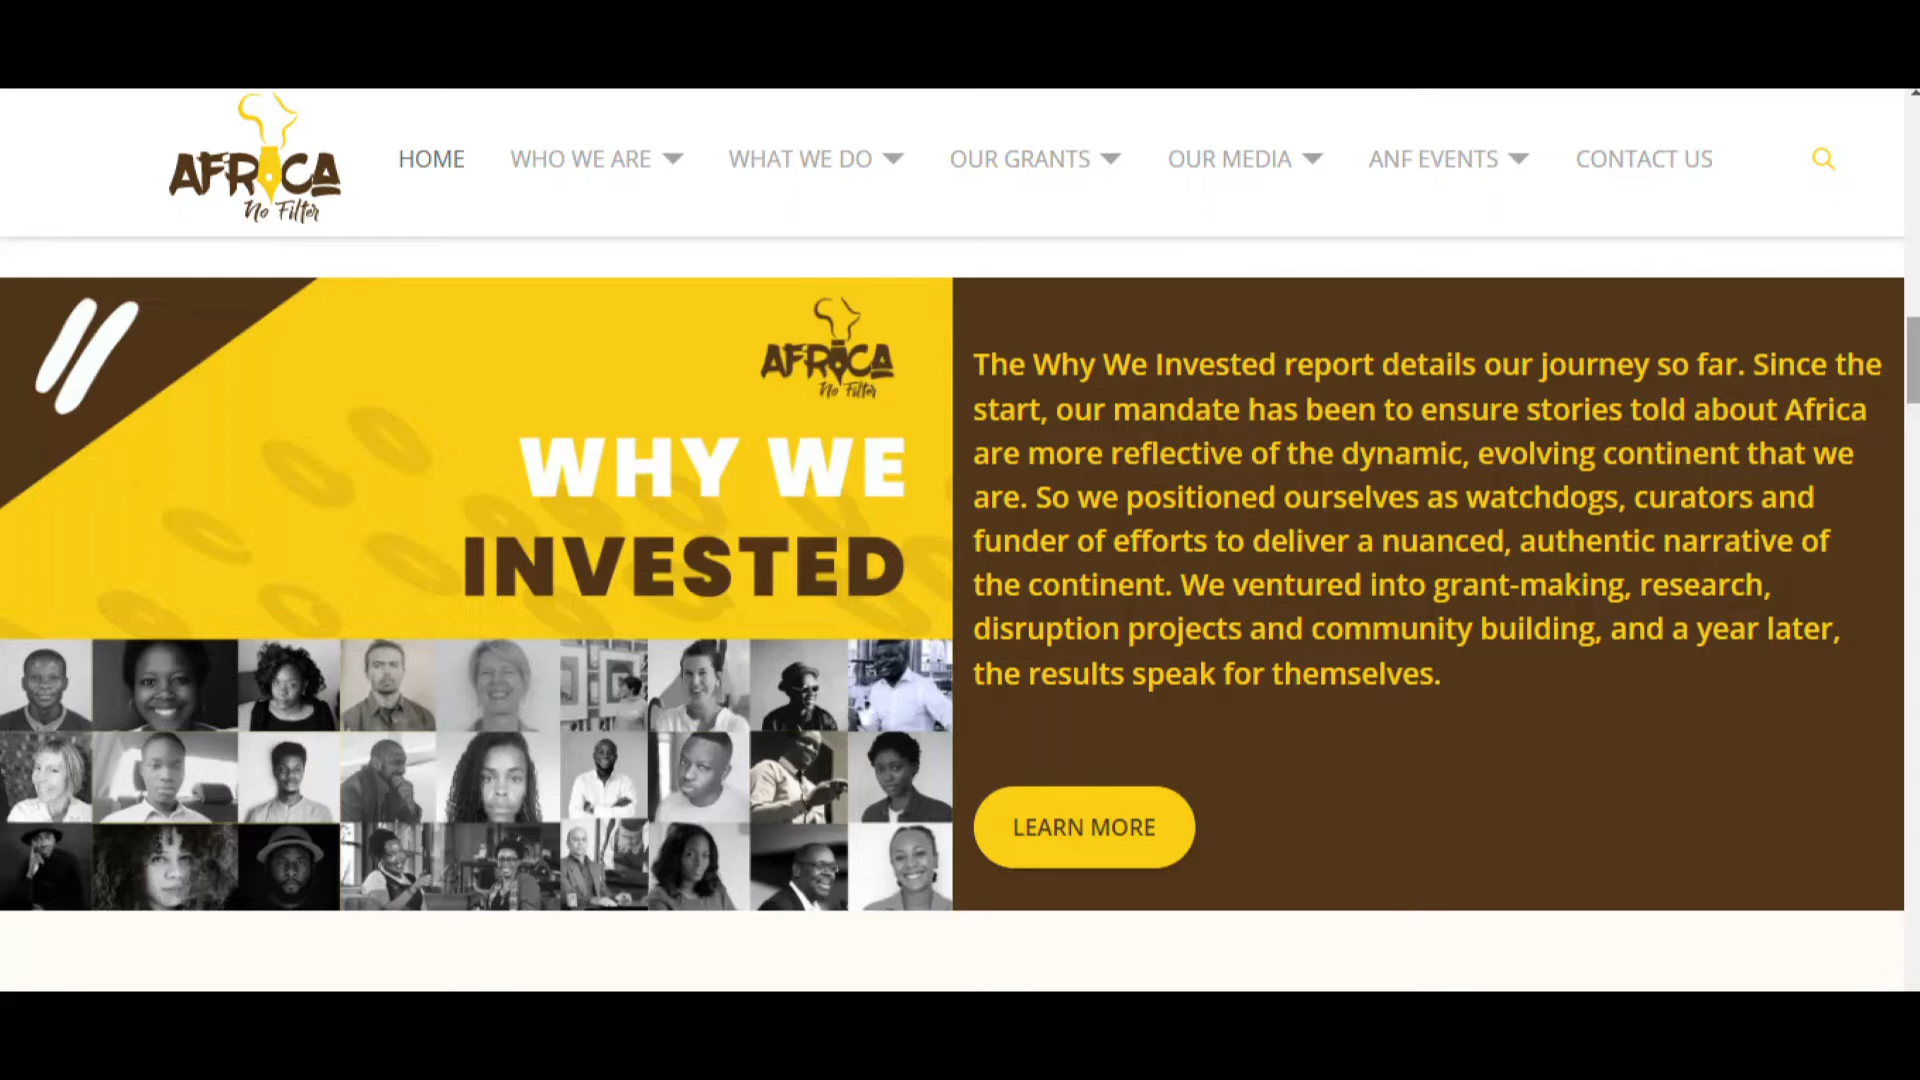 AFRICA
No Filter
HOME
WHO WE ARE
WHAT WE DO
OUR GRANTS
OUR MEDIA
ANF EVENTS
CONTACT US
AFRICA
No Filter
WHY WE
INVESTED
The Why We Invested report details our journey so far. Since the
start, our mandate has been to ensure stories told about Africa
are more reflective of the dynamic, evolving continent that we
are. So we positioned ourselves as watchdogs, curators and
funder of efforts to deliver a nuanced, authentic narrative of
the continent. We ventured into grant-making, research,
disruption projects and community building, and a year later,
the results speak for themselves.
LEARN MORE